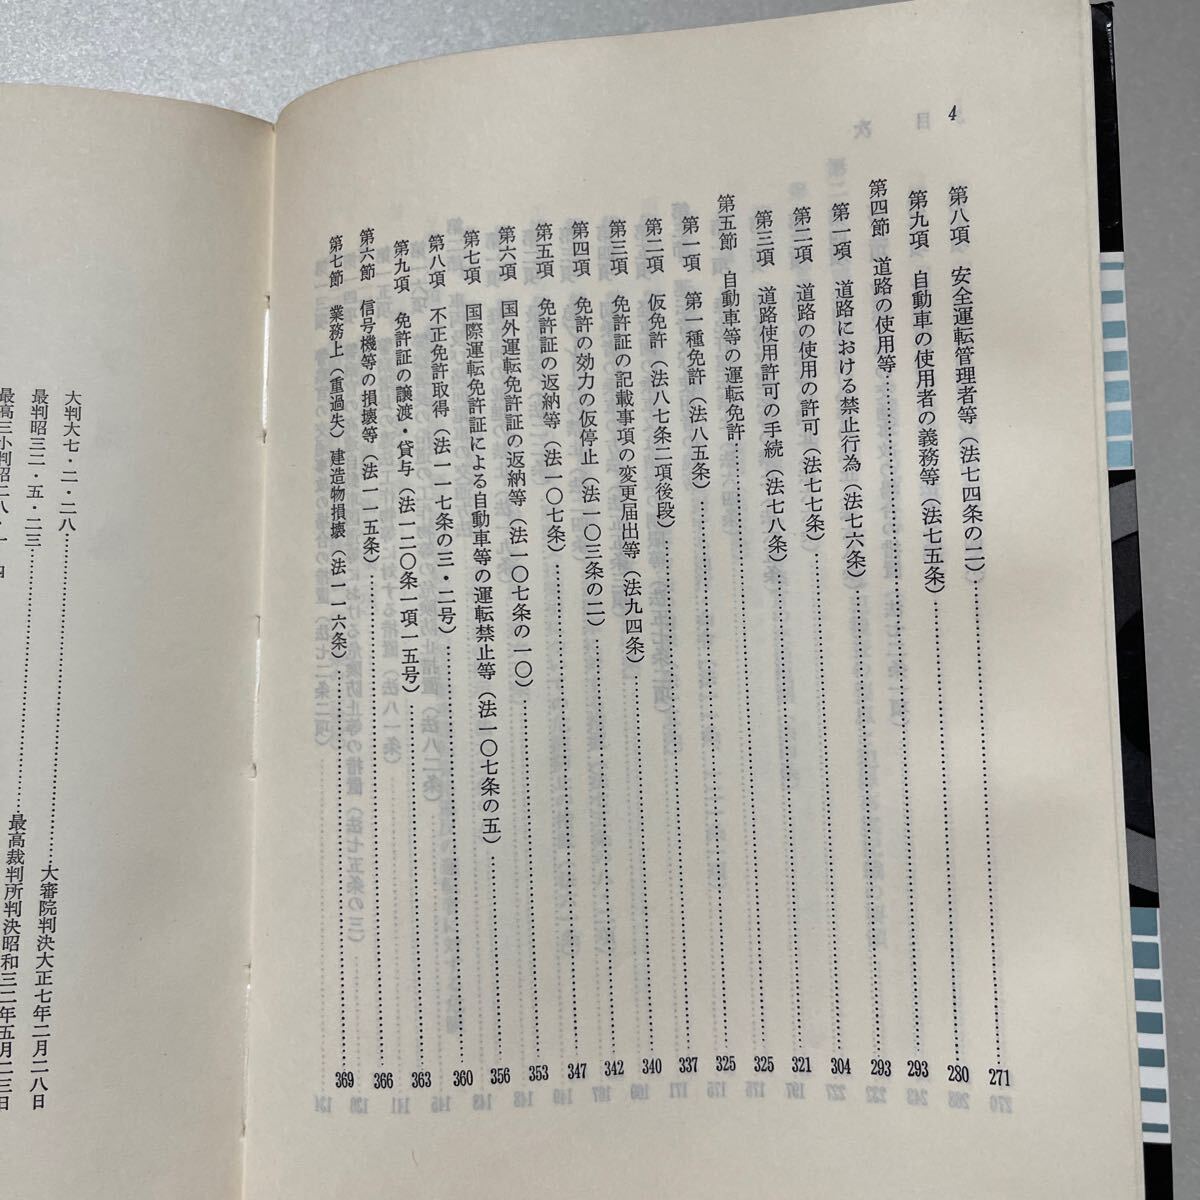 4
第八項 安全運転管理者等（法七四条の二）……271
第九項 自動車の使用者の義務等（法七五条）……280
第四節 道路の使用等……293
第一項 道路における禁止行為（法七六条）……293
第二項 道路の使用の許可（法七七条）……304
第三項 道路使用許可の手続（法七八条）……321
第五節 自動車等の運転免許……325
第一項 第一種免許（法八五条）……325
第二項 仮免許（法八七条二項後段）……337
第三項 免許証の記載事項の変更届出等（法九四条）……340
第四項 免許の効力の仮停止（法一〇三条の二）……342
第五項 免許証の返納等（法一〇七条）……347
第六項 国外運転免許証の返納等（法一〇七条の一〇）……353
第七項 国際運転免許証による自動車等の運転禁止等（法一〇七条の五）……356
第八項 不正免許取得（法一一七条の三・二号）……360
第九項 免許証の譲渡・貸与（法一二〇条一項一五号）……363
第六節 信号機等の損壊等（法一一五条）……366
第七節 業務上（重過失）建造物損壊（法一一六条）……369
大判大七・二・二八……大審院判決大正七年二月二八日
最判昭三二・五・二三……最高裁判所判決昭和三二年五月二三日